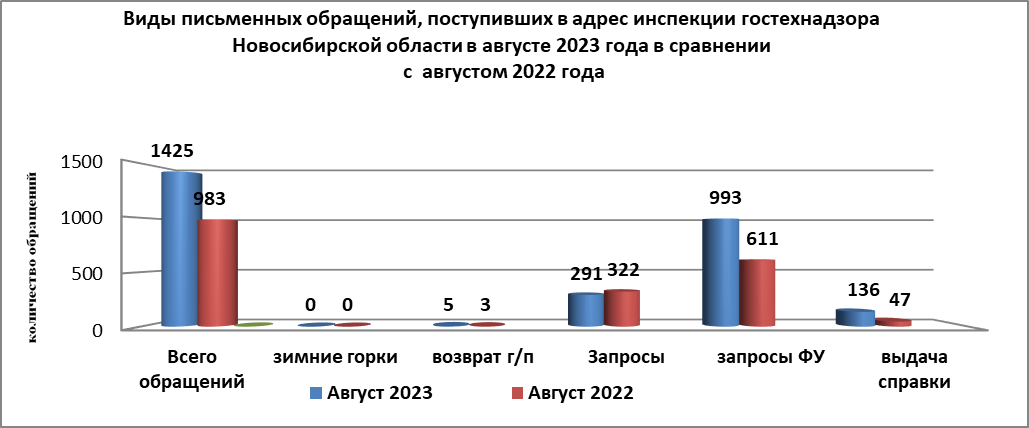 Виды письменных обращений, поступивших в адрес инспекции гостехнадзора
Новосибирской области в августе 2023 года в сравнении
с августом 2022 года
количество обращений
1500
1000
500
0
1425
983
0
0
5
3
291
322
993
611
136
47
Всего
обращений
зимние горки
возврат г/п
Запросы
запросы ФУ
выдача
справки
Август 2023
Август 2022